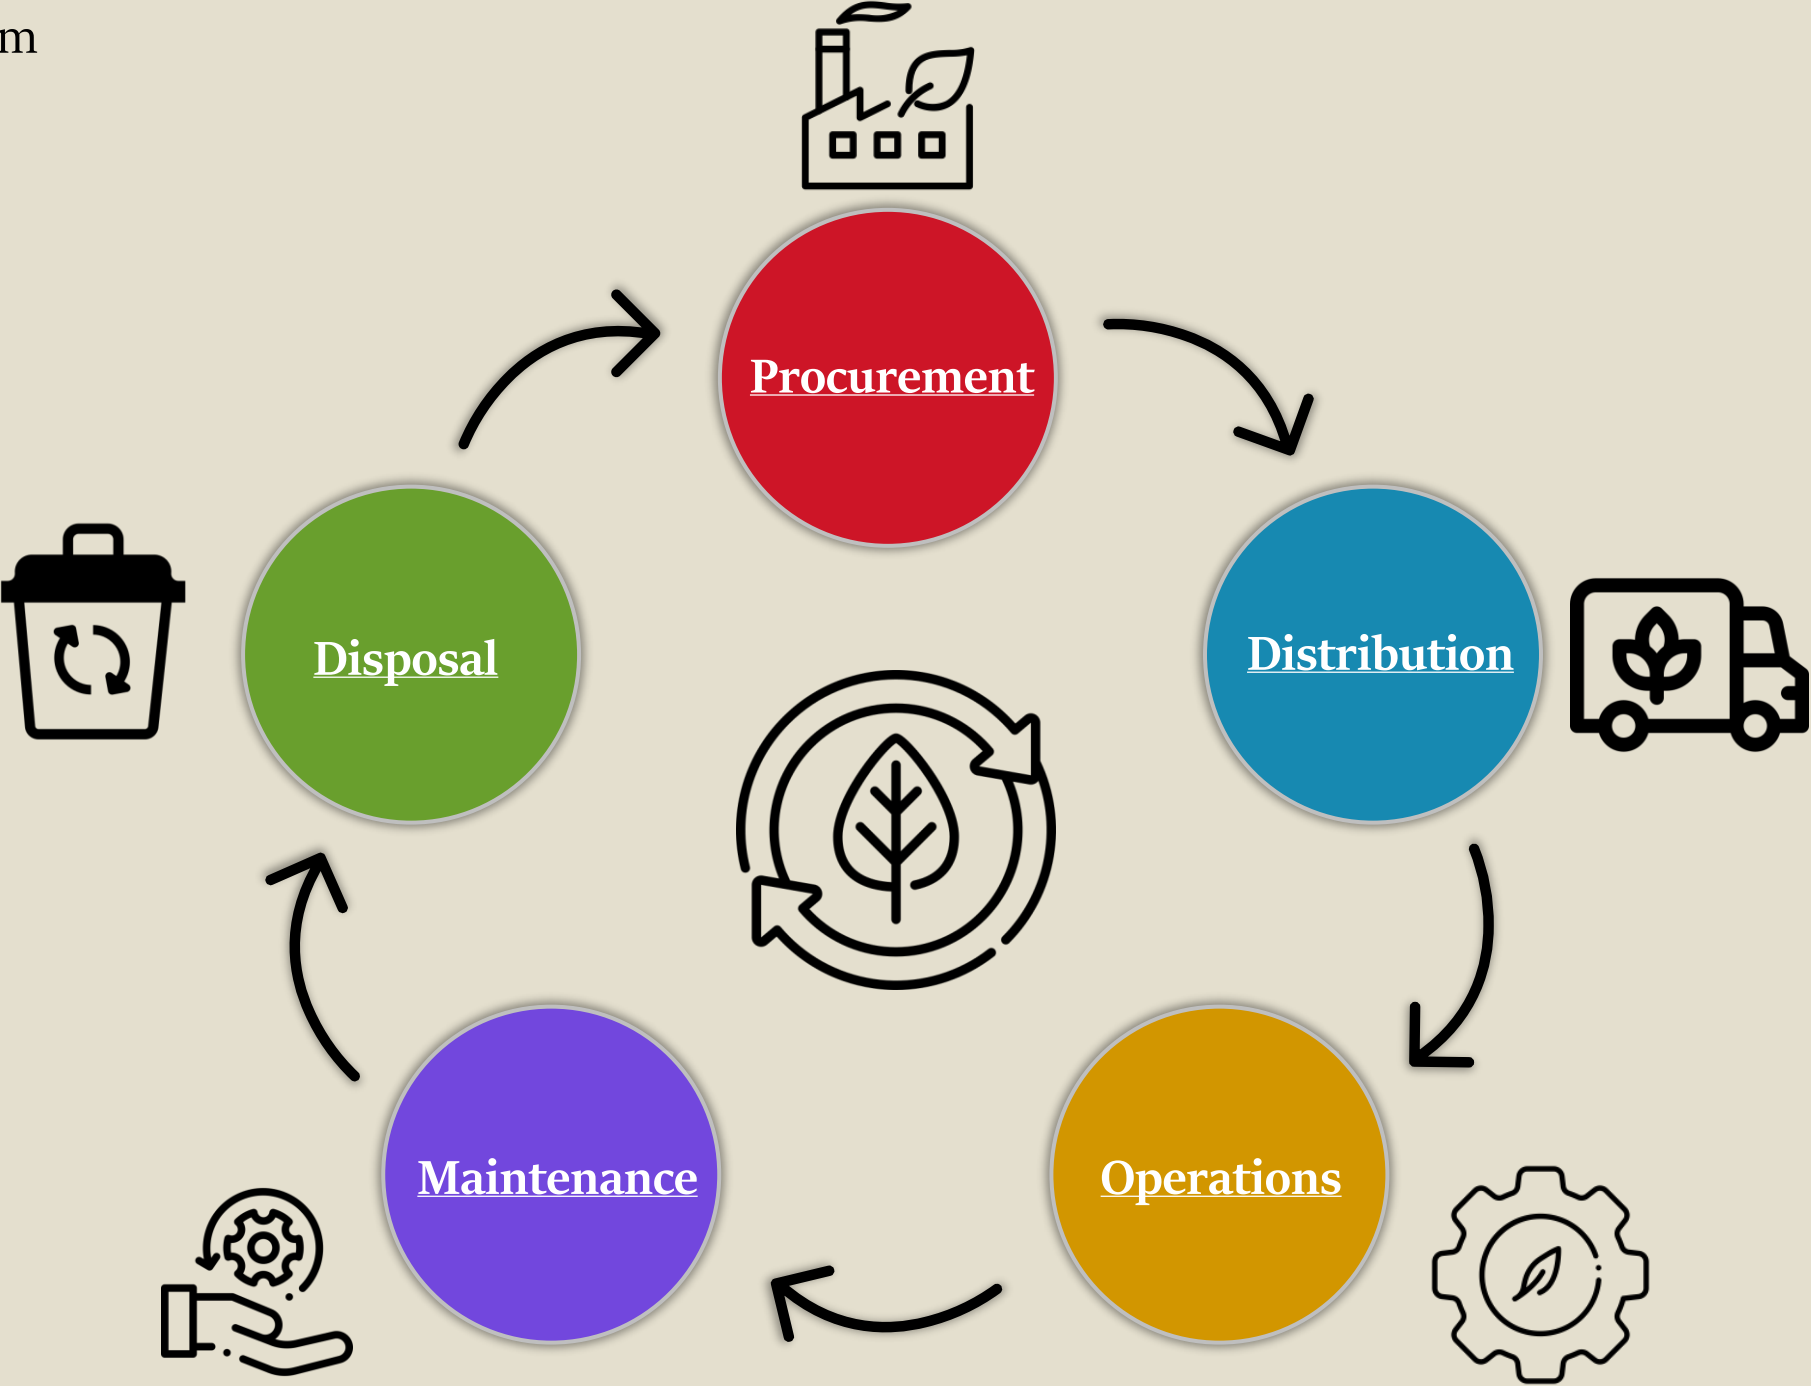 m
Procurement
Distribution
Operations
Maintenance
Disposal